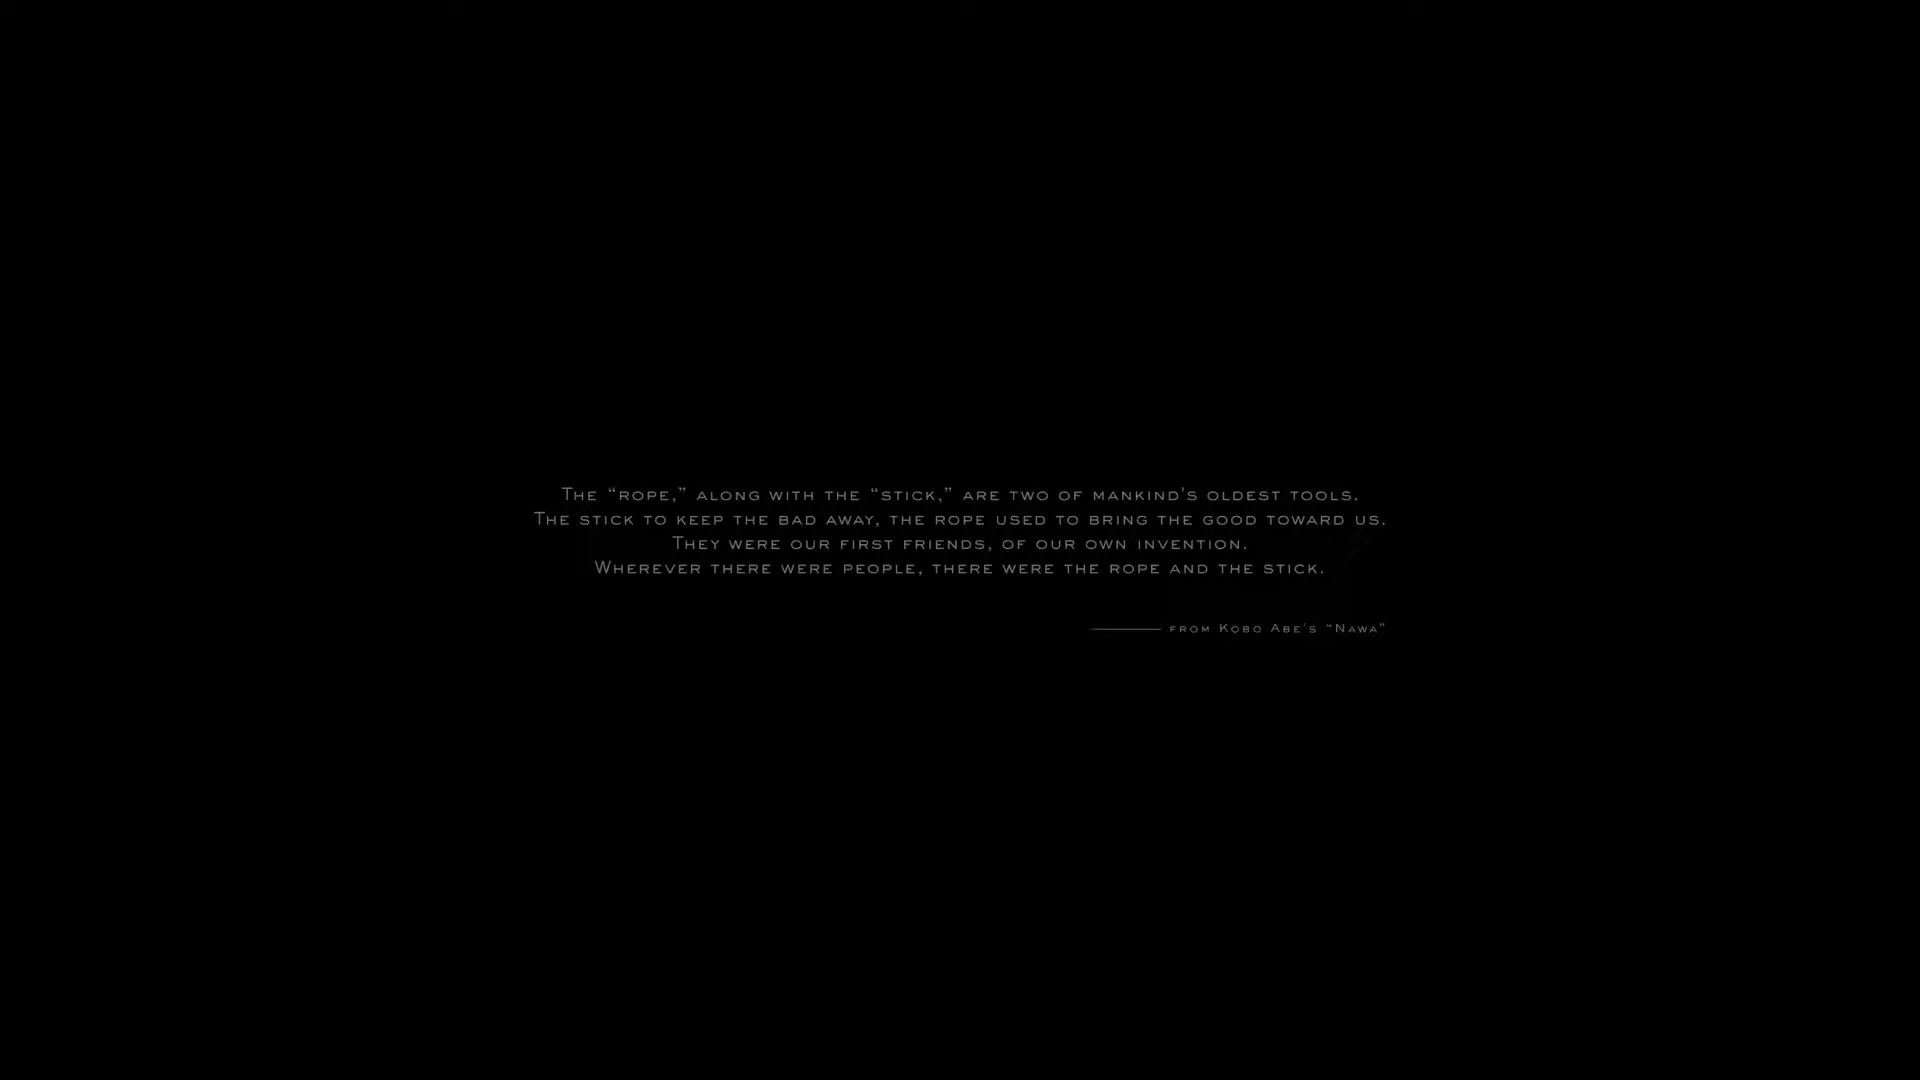 The “rope,” along with the “stick,” are two of mankind's oldest tools.
The stick to keep the bad away, the rope used to bring the good toward us.
They were our first friends, of our own invention.
Wherever there were people, there were the rope and the stick.
——— from Kobo Abe's “Nawa”